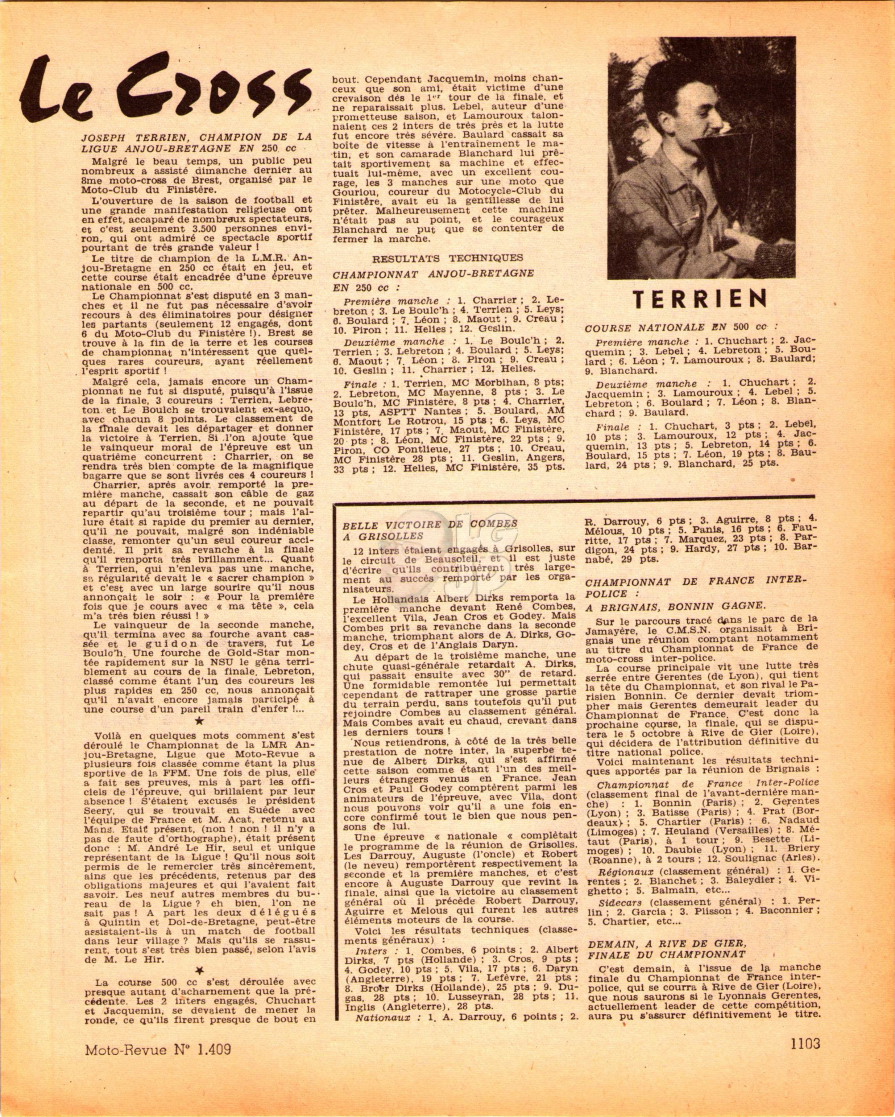 Le Cross
JOSEPH TERRIEN, CHAMPION DE LA
LIGUE ANJOU-BRETAGNE EN 250 cc
Malgré le beau temps, un public peu
nombreux a assisté dimanche dernier au
8me moto-cross de Brest, organisé par le
Moto-Club du Finistère.
L'ouverture de la saison de football et
une grande manifestation religieuse ont
en effet, accaparé de nombreux spectateurs,
et c'est seulement 3.500 personnes envi-
ron, qui ont admiré ce spectacle sportif
pourtant de très grande valeur !
Le titre de champion de la L.M.R. An-
jou-Bretagne en 250 cc était en jeu, et
cette course était encadrée d'une épreuve
nationale en 500 cc.
Le Championnat s'est disputé en 3 man-
ches et il ne fut pas nécessaire d'avoir
recours à des éliminatoires pour désigner
les partants (seulement 12 engagés, dont
6 du Moto-Club du Finistère !). Brest se
trouve à la fin de la terre et les courses
de championnat n'intéressent que quel-
ques rares coureurs, ayant réellement
l'esprit sportif !
Malgré cela, jamais encore un Cham-
pionnat ne fut si disputé, puisqu'à l'issue
de la finale, 3 coureurs : Terrien, Lebre-
ton et Le Boulch se trouvaient ex-aequo,
avec chacun 8 points. Le classement de
la finale devait les départager et donner
la victoire à Terrien. Si l'on ajoute que
le vainqueur moral de l'épreuve est un
quatrième concurrent : Charrier, on se
rendra très bien compte de la magnifique
bagarre que se sont livrés ces 4 coureurs !
Charrier, après avoir remporté la pre-
mière manche, cassait son câble de gaz
au départ de la seconde, et ne pouvait
repartir qu'au troisième tour ; mais l'al-
lure était si rapide du premier au dernier,
qu'il ne pouvait, malgré son indéniable
classe, remonter qu'un seul coureur acci-
denté. Il prit sa revanche à la finale
qu'il remporta très brillamment... Quant
à Terrien, qui n'enleva pas une manche,
sa régularité devait le « sacrer champion »
et c'est avec un large sourire qu'il nous
annonçait le soir : « Pour la première
fois que je cours avec « ma tête », cela
m'a très bien réussi ! »
Le vainqueur de la seconde manche,
qu'il termina avec sa fourche avant cas-
sée et le guidon de travers, fut Le
Boulc'h. Une fourche de Gold-Star mon-
tée rapidement sur la NSU le gêna terri-
blement au cours de la finale, Lebreton,
classé comme étant l'un des coureurs les
plus rapides en 250 cc, nous annonçait
qu'il n'avait encore jamais participé à
une course d'un pareil train d'enfer !...
★
Voilà en quelques mots comment s'est
déroulé le Championnat de la LMR An-
jou-Bretagne, Ligue que Moto-Revue a
plusieurs fois classée comme étant la plus
sportive de la FFM. Une fois de plus, elle
a fait ses preuves, mis à part les offi-
ciels de l'épreuve, qui brillaient par leur
absence ! S'étaient excusés le président
Seery, qui se trouvait en Suède avec
l'équipe de France et M. Acat, retenu au
Mans. Etait présent, (non ! non ! il n'y a
pas de faute d'orthographe), était présent
donc : M. André Le Hir, seul et unique
représentant de la Ligue ! Qu'il nous soit
permis de le remercier très sincèrement,
ainsi que les précédents, retenus par des
obligations majeures et qui l'avaient fait
savoir. Les neuf autres membres du bu-
reau de la Ligue ? eh bien, l'on ne
sait pas ! A part les deux délégués
à Quintin et Dol-de-Bretagne, peut-être
assistaient-ils à un match de football
dans leur village ? Mais qu'ils se rassu-
rent, tout s'est très bien passé, selon l'avis
de M. Le Hir.
★
La course 500 cc s'est déroulée avec
presque autant d'acharnement que la pré-
cédente. Les 2 inters engagés, Chuchart
et Jacquemin, se devaient de mener la
ronde, ce qu'ils firent presque de bout en
bout. Cependant Jacquemin, moins chan-
ceux que son ami, était victime d'une
crevaison dès le 1er tour de la finale, et
ne reparaissait plus. Lebel, auteur d'une
prometteuse saison, et Lamouroux talon-
naient ces 2 inters de très près et la lutte
fut encore très sévère. Baulard cassait sa
boîte de vitesse à l'entraînement le ma-
tin, et son camarade Blanchard lui prê-
tait sportivement sa machine et effec-
tuait lui-même, avec un excellent cou-
rage, les 3 manches sur une moto que
Gouriou, coureur du Motocycle-Club du
Finistère, avait eu la gentillesse de lui
prêter. Malheureusement cette machine
n'était pas au point, et le courageux
Blanchard ne put que se contenter de
fermer la marche.
RESULTATS TECHNIQUES
CHAMPIONNAT ANJOU-BRETAGNE
EN 250 cc :
Première manche : 1. Charrier ; 2. Le-
breton ; 3. Le Boulc'h ; 4. Terrien ; 5. Leys;
6. Boulard ; 7. Léon ; 8. Maout ; 9. Creau ;
10. Piron ; 11. Helies ; 12. Geslin.
Deuxième manche : 1. Le Boulc'h ; 2.
Terrien ; 3. Lebreton ; 4. Boulard ; 5. Leys;
6. Maout ; 7. Léon ; 8. Piron ; 9. Creau ;
10. Geslin ; 11. Charrier ; 12. Helies.
Finale : 1. Terrien, MC Morbihan, 8 pts;
2. Lebreton, MC Mayenne, 8 pts ; 3. Le
Boulc'h, MC Finistère, 8 pts ; 4. Charrier,
13 pts, ASPTT Nantes ; 5. Boulard, AM
Montfort Le Rotrou, 15 pts ; 6. Leys, MC
Finistère, 17 pts ; 7. Maout, MC Finistère,
20 pts ; 8. Léon, MC Finistère, 22 pts ; 9.
Piron, CO Pontlieue, 27 pts ; 10. Creau,
MC Finistère 28 pts ; 11. Geslin, Angers,
33 pts ; 12. Helies, MC Finistère, 35 pts.
TERRIEN
COURSE NATIONALE EN 500 cc :
Première manche : 1. Chuchart ; 2. Jac-
quemin ; 3. Lebel ; 4. Lebreton ; 5. Bou-
lard ; 6. Léon ; 7. Lamouroux ; 8. Baulard;
9. Blanchard.
Deuxième manche : 1. Chuchart ; 2.
Jacquemin ; 3. Lamouroux ; 4. Lebel ; 5.
Lebreton ; 6. Boulard ; 7. Léon ; 8. Blan-
chard ; 9. Baulard.
Finale : 1. Chuchart, 3 pts ; 2. Lebel,
10 pts ; 3. Lamouroux, 12 pts ; 4. Jac-
quemin, 13 pts ; 5. Lebreton, 14 pts ; 6.
Boulard, 15 pts ; 7. Léon, 19 pts ; 8. Bau-
lard, 24 pts ; 9. Blanchard, 25 pts.
BELLE VICTOIRE DE COMBES
A GRISOLLES
12 inters étaient engagés à Grisolles, sur
le circuit de Beausoleil, et il est juste
d'écrire qu'ils contribuèrent très large-
ment au succès remporté par les orga-
nisateurs.
Le Hollandais Albert Dirks remporta la
première manche devant René Combes,
l'excellent Vila, Jean Cros et Godey. Mais
Combes prit sa revanche dans la seconde
manche, triomphant alors de A. Dirks, Go-
dey, Cros et de l'Anglais Daryn.
Au départ de la troisième manche, une
chute quasi-générale retardait A. Dirks,
qui passait ensuite avec 30" de retard.
Une formidable remontée lui permettait
cependant de rattraper une grosse partie
du terrain perdu, sans toutefois qu'il put
rejoindre Combes au classement général.
Mais Combes avait eu chaud, crevant dans
les derniers tours !
Nous retiendrons, à côté de la très belle
prestation de notre inter, la superbe te-
nue de Albert Dirks, qui s'est affirmé
cette saison comme étant l'un des meil-
leurs étrangers venus en France. Jean
Cros et Paul Godey comptèrent parmi les
animateurs de l'épreuve, avec Vila, dont
nous pouvons voir qu'il a une fois en-
core confirmé tout le bien que nous pen-
sons de lui.
Une épreuve « nationale « complétait
le programme de la réunion de Grisolles.
Les Darrouy, Auguste (l'oncle) et Robert
(le neveu) remportèrent respectivement la
seconde et la première manches, et c'est
encore à Auguste Darrouy que revint la
finale, ainsi que la victoire au classement
général où il précède Robert Darrouy,
Aguirre et Melous qui furent les autres
éléments moteurs de la course.
Voici les résultats techniques (classe-
ments généraux) :
Inters : 1. Combes, 6 points ; 2. Albert
Dirks, 7 pts (Hollande) ; 3. Cros, 9 pts ;
4. Godey, 10 pts ; 5. Vila, 17 pts ; 6. Daryn
(Angleterre), 19 pts ; 7. Lefèvre, 21 pts ;
8. Broer Dirks (Hollande), 25 pts ; 9. Du-
gas, 28 pts ; 10. Lusseyran, 28 pts ; 11.
Inglis (Angleterre), 28 pts.
Nationaux : 1. A. Darrouy, 6 points ; 2.
R. Darrouy, 6 pts ; 3. Aguirre, 8 pts ; 4.
Mélous, 10 pts ; 5. Panis, 16 pts ; 6. Fau-
ritte, 17 pts ; 7. Marquez, 23 pts ; 8. Par-
digon, 24 pts ; 9. Hardy, 27 pts ; 10. Bar-
nabé, 29 pts.
CHAMPIONNAT DE FRANCE INTER-
POLICE :
A BRIGNAIS, BONNIN GAGNE.
Sur le parcours tracé dans le parc de la
Jamayère, le C.M.S.N. organisait à Bri-
gnais une réunion comptant notamment
au titre du Championnat de France de
moto-cross inter-police.
La course principale vit une lutte très
serrée entre Gerentes (de Lyon), qui tient
la tête du Championnat, et son rival le Pa-
risien Bonnin. Ce dernier devait triom-
pher mais Gerentes demeurait leader du
Championnat de France. C'est donc la
prochaine course, la finale, qui se dispu-
tera le 5 octobre à Rive de Gier (Loire),
qui décidera de l'attribution définitive du
titre national police.
Voici maintenant les résultats techni-
ques apportés par la réunion de Brignais :
Championnat de France Inter-Police
(classement final de l'avant-dernière man-
che) : 1. Bonnin (Paris) ; 2. Gerentes
(Lyon) ; 3. Batisse (Paris) ; 4. Prat (Bor-
deaux) ; 5. Chartier (Paris) ; 6. Nadaud
(Limoges) ; 7. Heuland (Versailles) ; 8. Mé-
taut (Paris), à 1 tour ; 9. Besette (Li-
moges) ; 10. Daubie (Lyon) ; 11. Briery
(Roanne), à 2 tours ; 12. Soulignac (Arles).
Régionaux (classement général) : 1. Ge-
rentes ; 2. Blanchet ; 3. Baleydier ; 4. Vi-
ghetto ; 5. Balmain, etc...
Sidecars (classement général) : 1. Per-
lin ; 2. Garcia ; 3. Plisson ; 4. Baconnier ;
5. Chartier, etc...
DEMAIN, A RIVE DE GIER,
FINALE DU CHAMPIONNAT
C'est demain, à l'issue de la manche
finale du Championnat de France inter-
police, qui se courra à Rive de Gier (Loire),
que nous saurons si le Lyonnais Gerentes,
actuellement leader de cette compétition,
aura pu s'assurer définitivement le titre.
Moto-Revue N° 1.409
1103